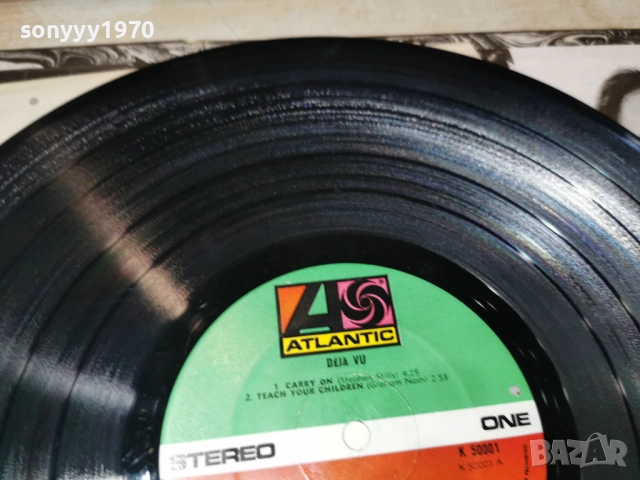 sonyyy1970
ATLANTIC
DEJA VU
1. CARRY ON (Stephen Stills) 4.25
2. TEACH YOUR CHILDREN (Graham Nash) 2.53
STEREO
ONE
K 50001
K 50001 A
BAZAR